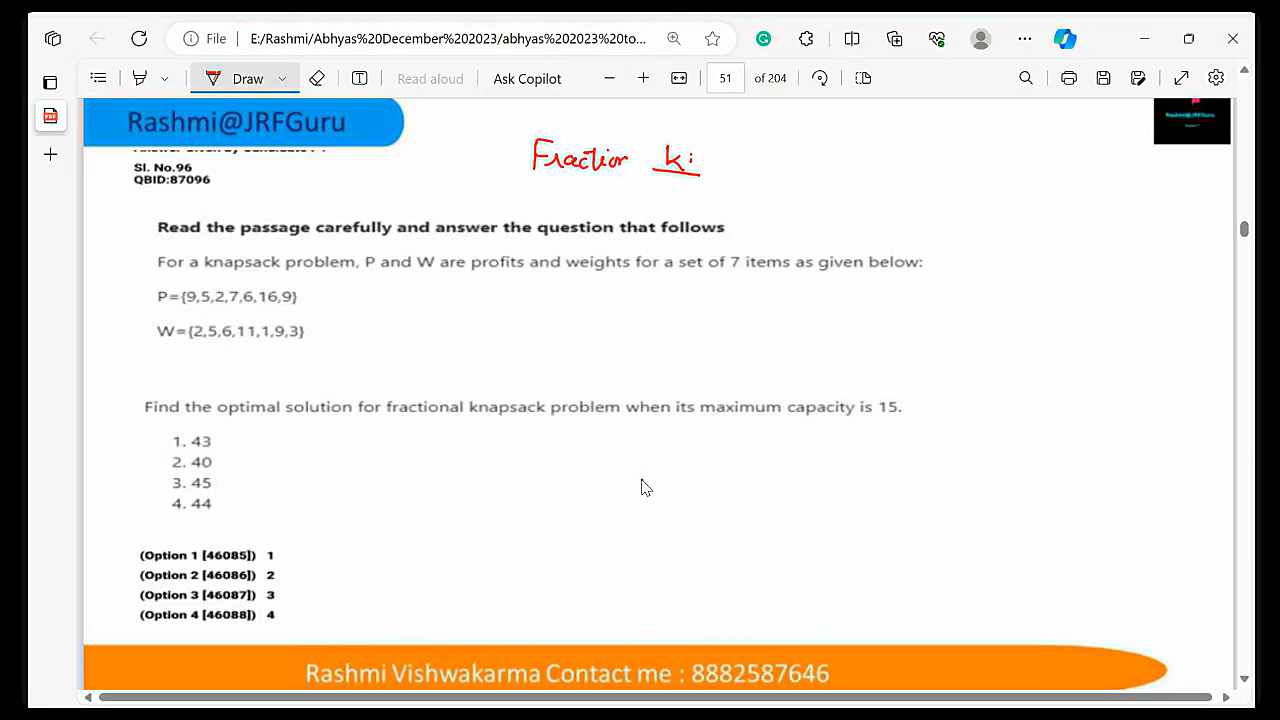 File E:/Rashmi/Abhyas%20December%202023/abhyas%202023%20to...
Draw Read aloud Ask Copilot 51 of 204
Rashmi@JRFGuru
Sl. No.96
QBID:87096
Fraction
Read the passage carefully and answer the question that follows
For a knapsack problem, P and W are profits and weights for a set of 7 items as given below:
P={9,5,2,7,6,16,9}
W={2,5,6,11,1,9,3}
Find the optimal solution for fractional knapsack problem when its maximum capacity is 15.
1. 43
2. 40
3. 45
4. 44
(Option 1 [46085]) 1
(Option 2 [46086]) 2
(Option 3 [46087]) 3
(Option 4 [46088]) 4
Rashmi Vishwakarma Contact me : 8882587646